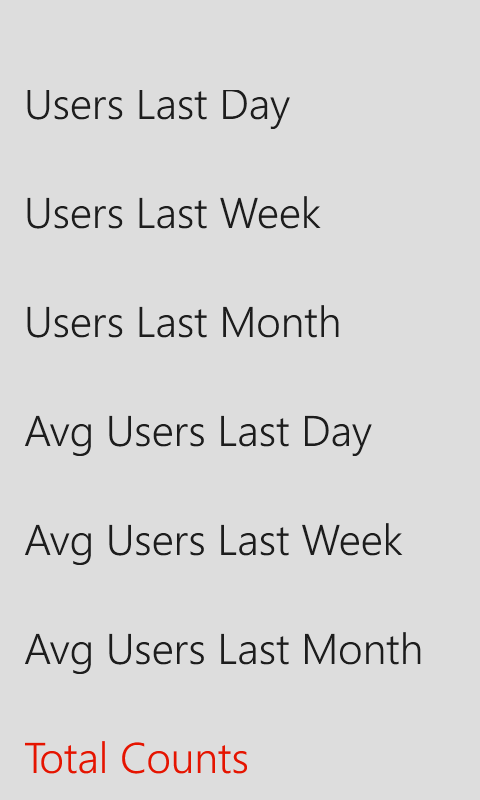 Users Last Day
Users Last Week
Users Last Month
Avg Users Last Day
Avg Users Last Week
Avg Users Last Month
Total Counts